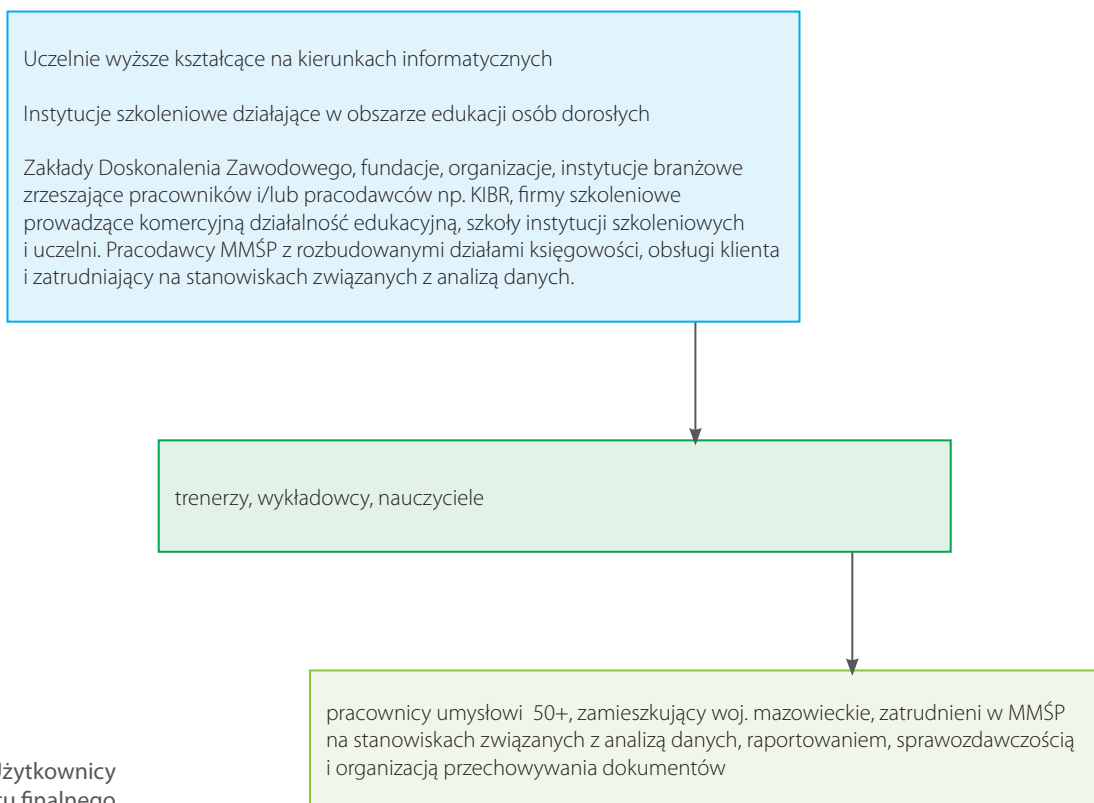 Uczelnie wyższe kształcące na kierunkach informatycznych
Instytucje szkoleniowe działające w obszarze edukacji osób dorosłych
Zakłady Doskonalenia Zawodowego, fundacje, organizacje, instytucje branżowe
zrzeszające pracowników i/lub pracodawców np. KIBR, firmy szkoleniowe
prowadzące komercyjną działalność edukacyjną, szkoły instytucji szkoleniowych
i uczelni. Pracodawcy MMŚP z rozbudowanymi działami księgowości, obsługi klienta
i zatrudniający na stanowiskach związanych z analizą danych.
trenerzy, wykładowcy, nauczyciele
pracownicy umysłowi 50+, zamieszkujący woj. mazowieckie, zatrudnieni w MMŚP
na stanowiskach związanych z analizą danych, raportowaniem, sprawozdawczością
i organizacją przechowywania dokumentów
Użytkownicy
finalnego